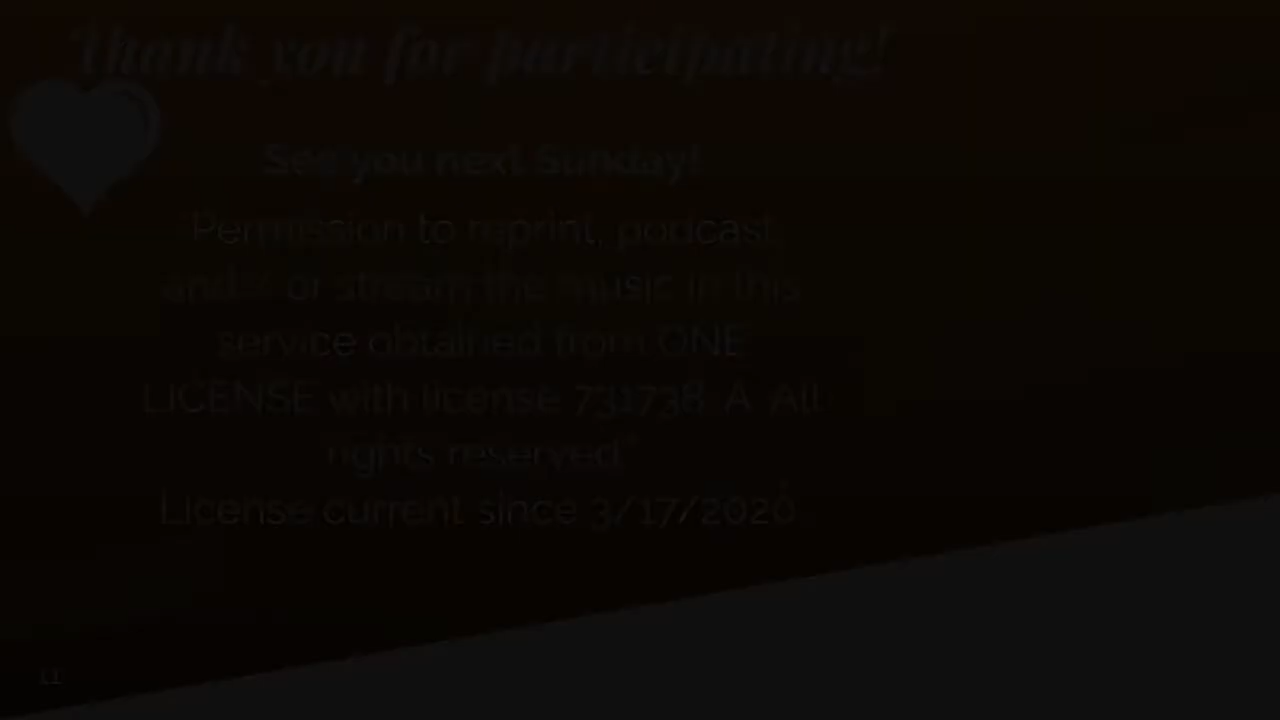 Thank you for participating!
See you next Sunday!
"Permission to reprint, podcast
and/or stream the music in this
service obtained from ONE
LICENSE with license 731738-A. All
rights reserved."
License current since 3/17/2020
11